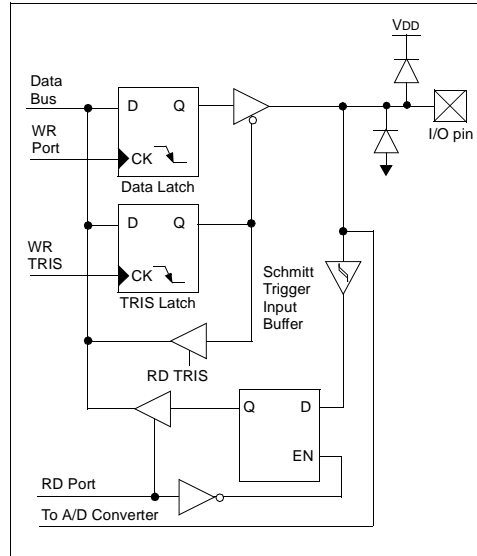 VDD
Data
Bus
D Q
I/O pin
WR
Port
CK
Data Latch
D Q
WR
TRIS
CK
TRIS Latch
Schmitt
Trigger
Input
Buffer
RD TRIS
Q D
EN
RD Port
To A/D Converter